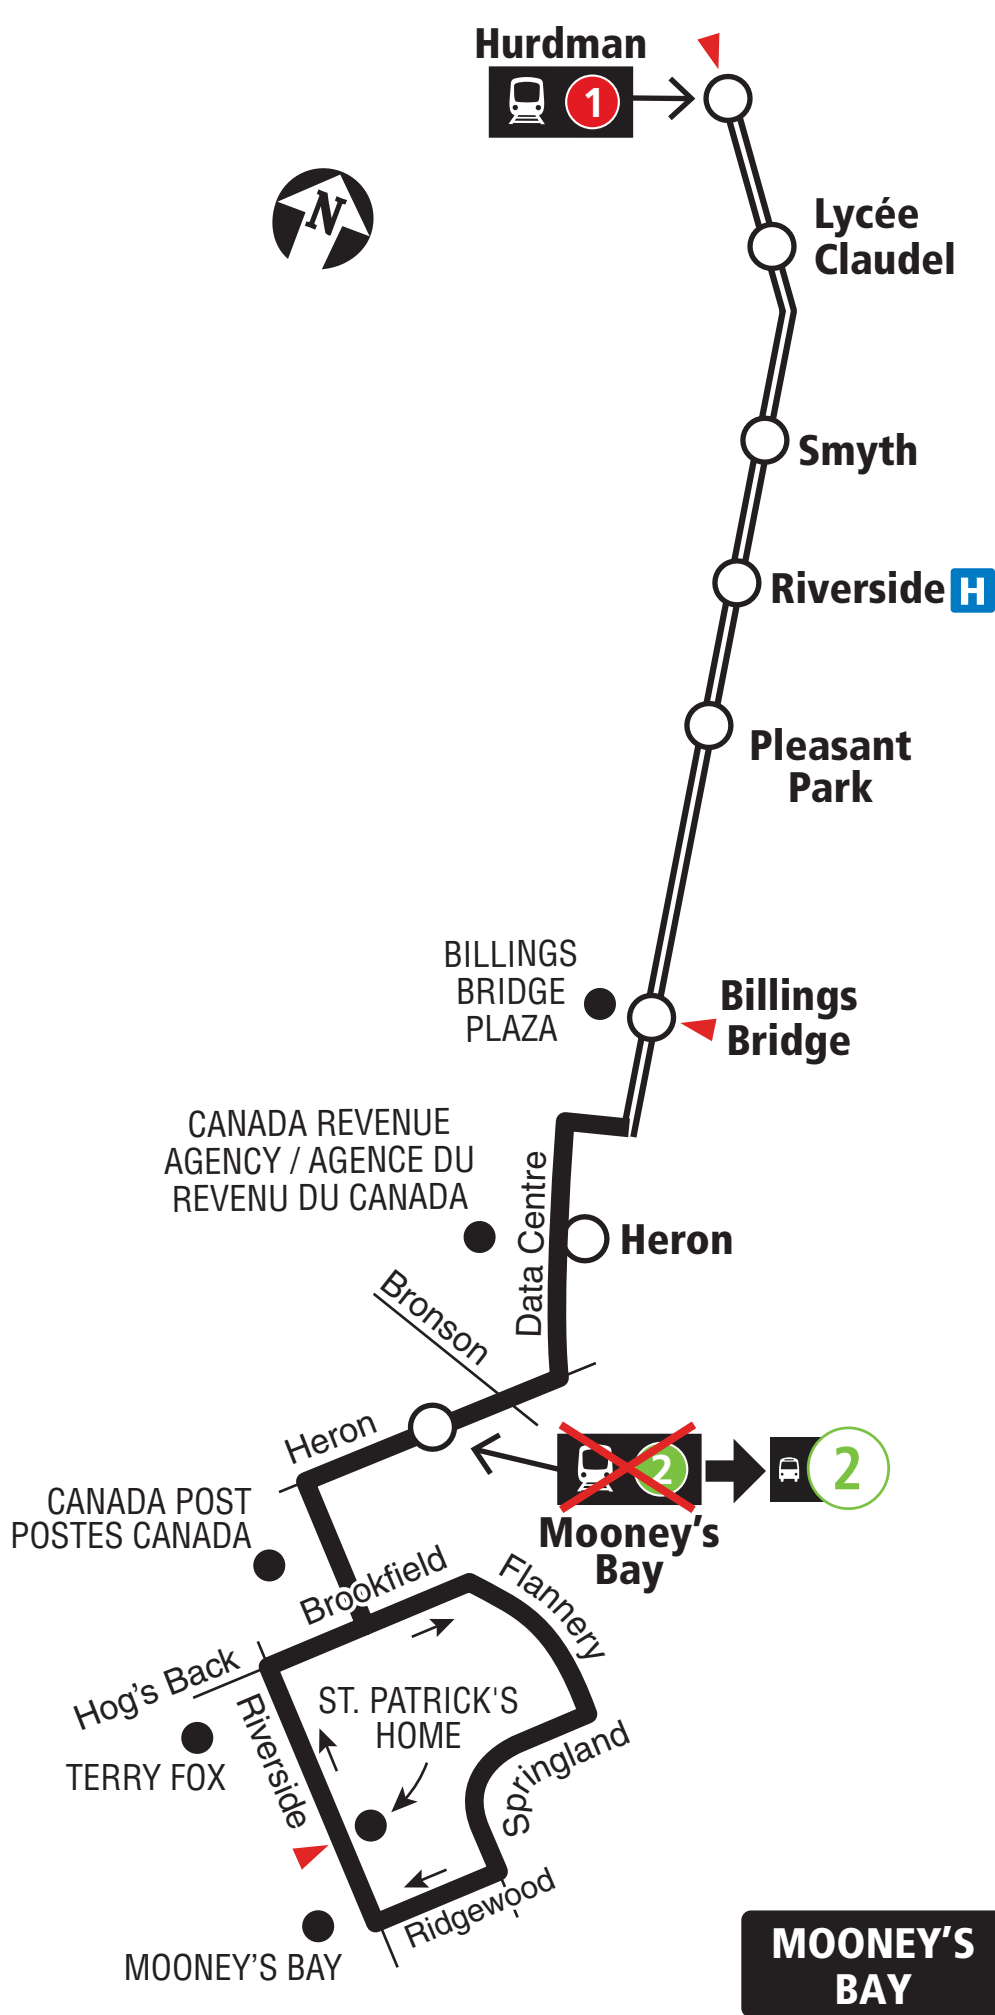 Hurdman
1
N
Lycée
Claudel
Smyth
Riverside H
Pleasant
Park
BILLINGS
BRIDGE
PLAZA
Billings
Bridge
CANADA REVENUE
AGENCY / AGENCE DU
REVENU DU CANADA
Data Centre
Heron
Bronson
Heron
2
2
Mooney's
Bay
CANADA POST
POSTES CANADA
Brookfield
Flannery
Hog's Back
ST. PATRICK'S
HOME
Riverside
TERRY FOX
Springland
Ridgewood
MOONEY'S BAY
MOONEY'S
BAY